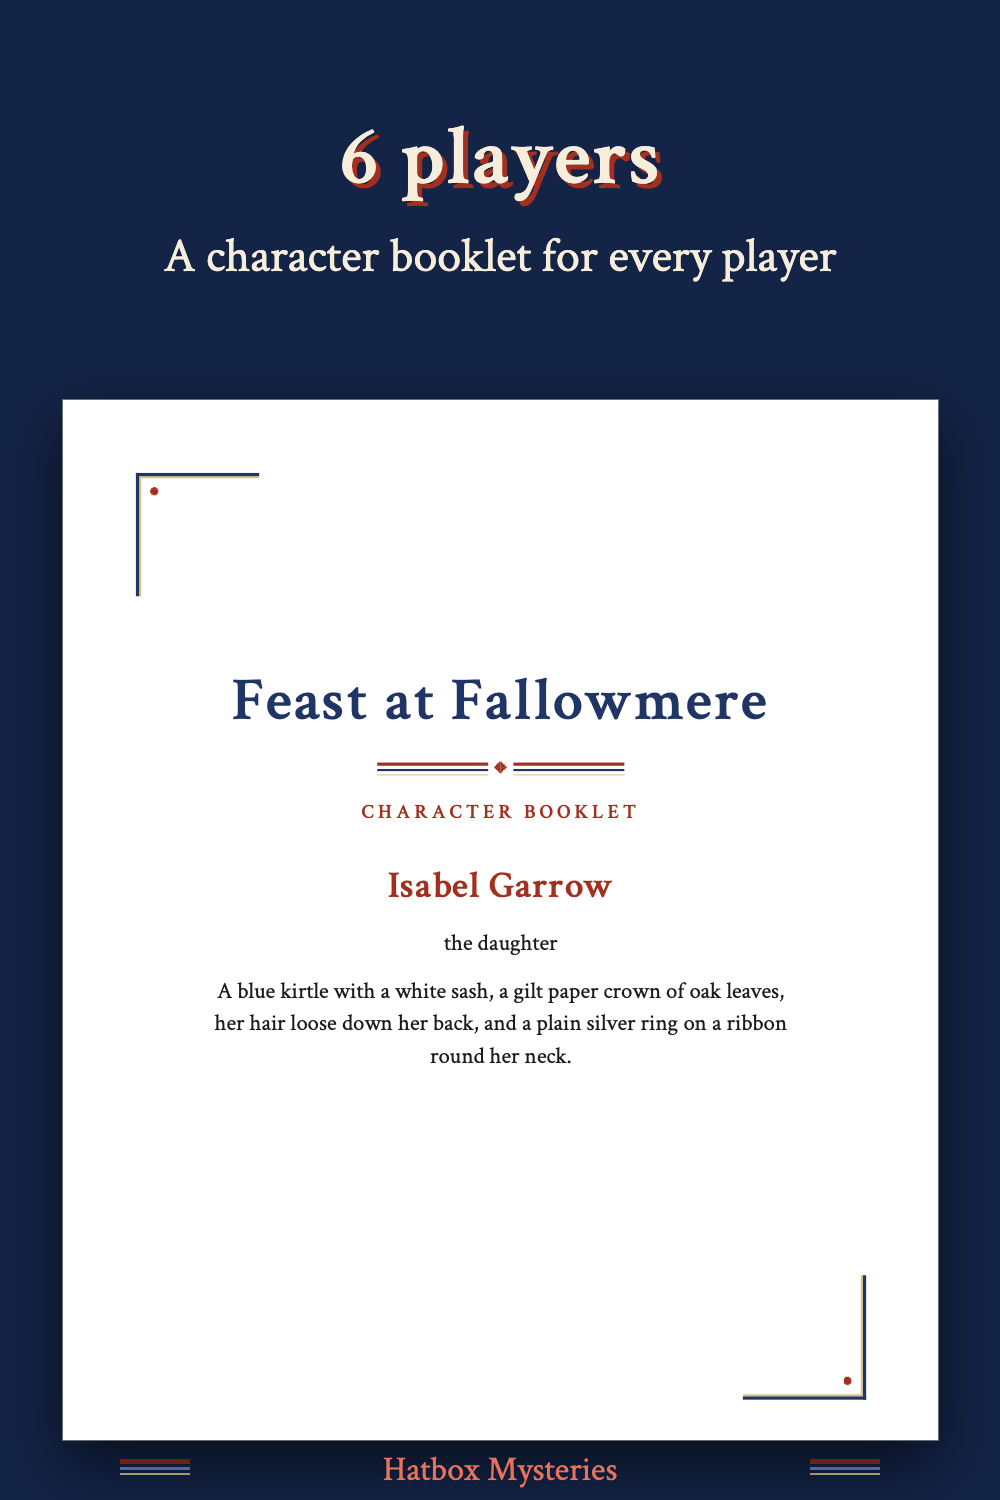 6 players
A character booklet for every player
Feast at Fallowmere
CHARACTER BOOKLET
Isabel Garrow
the daughter
A blue kirtle with a white sash, a gilt paper crown of oak leaves,
her hair loose down her back, and a plain silver ring on a ribbon
round her neck.
Hatbox Mysteries